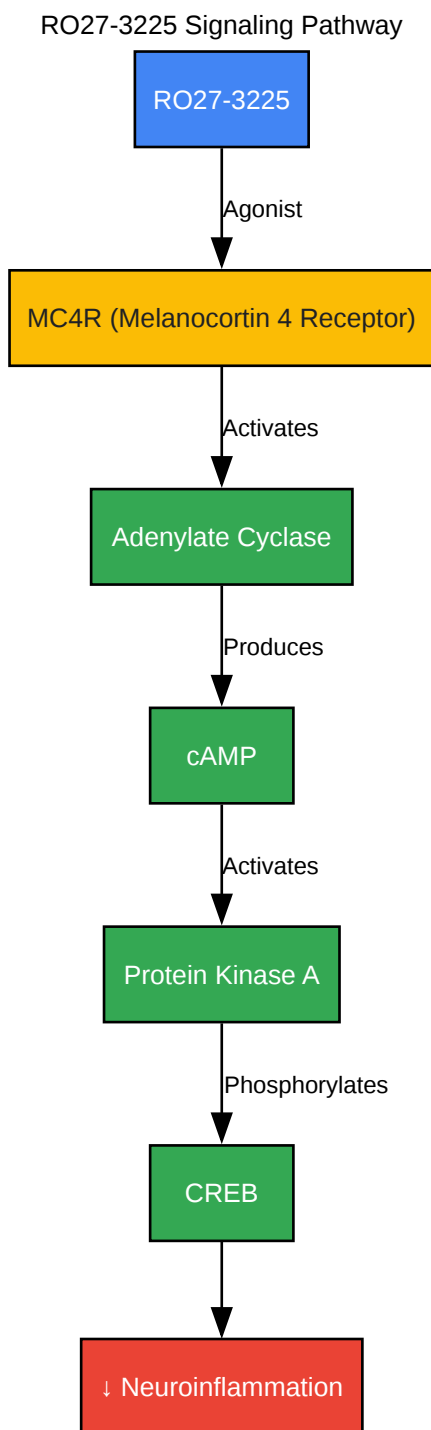 RO27-3225 Signaling Pathway
RO27-3225
Agonist
MC4R (Melanocortin 4 Receptor)
Activates
Adenylate Cyclase
Produces
cAMP
Activates
Protein Kinase A
Phosphorylates
CREB
↓ Neuroinflammation